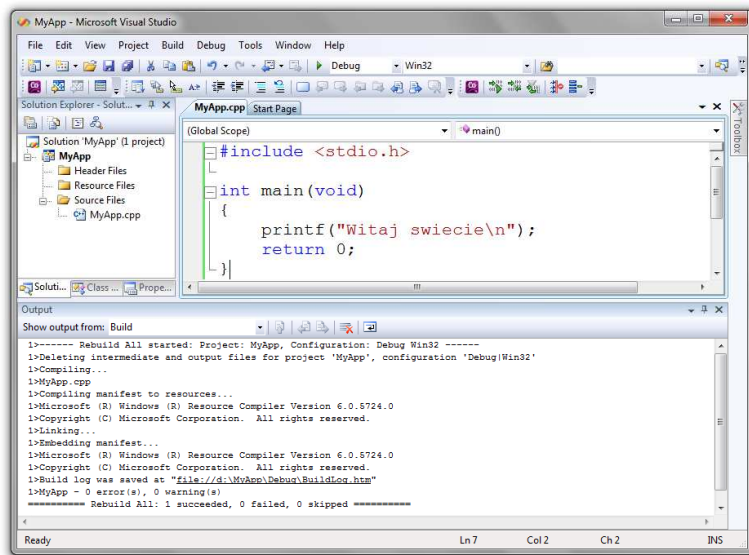 MyApp - Microsoft Visual Studio
File Edit View Project Build Debug Tools Window Help
Debug Win32
Solution Explorer - Solut...
MyApp.cpp Start Page
Toolbox
(Global Scope) main()
Solution 'MyApp' (1 project)
MyApp
Header Files
Resource Files
Source Files
MyApp.cpp
#include <stdio.h>
int main(void)
{
printf("Witaj swiecie\n");
return 0;
}
Soluti... Class ... Prope...
Output
Show output from: Build
1>------ Rebuild All started: Project: MyApp, Configuration: Debug Win32 ------
1>Deleting intermediate and output files for project 'MyApp', configuration 'Debug|Win32'
1>Compiling...
1>MyApp.cpp
1>Compiling manifest to resources...
1>Microsoft (R) Windows (R) Resource Compiler Version 6.0.5724.0
1>Copyright (C) Microsoft Corporation. All rights reserved.
1>Linking...
1>Embedding manifest...
1>Microsoft (R) Windows (R) Resource Compiler Version 6.0.5724.0
1>Copyright (C) Microsoft Corporation. All rights reserved.
1>Build log was saved at "file://d:\MyApp\Debug\BuildLog.htm"
1>MyApp - 0 error(s), 0 warning(s)
========== Rebuild All: 1 succeeded, 0 failed, 0 skipped ==========
Ready Ln 7 Col 2 Ch 2 INS